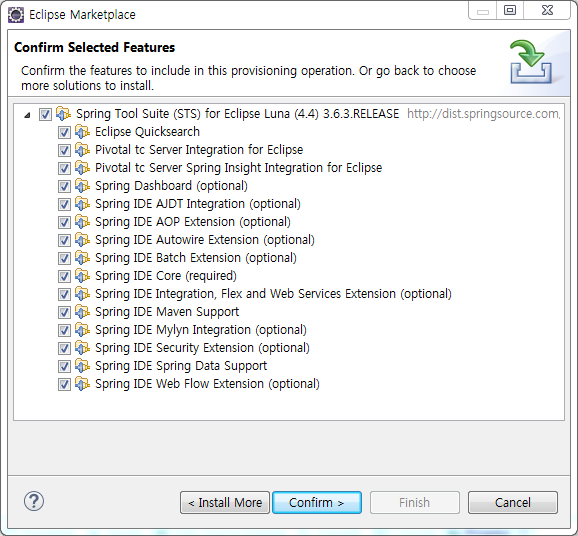 Eclipse Marketplace
Confirm Selected Features
Confirm the features to include in this provisioning operation. Or go back to choose
more solutions to install.
Spring Tool Suite (STS) for Eclipse Luna (4.4) 3.6.3.RELEASE http://dist.springsource.com,
Eclipse Quicksearch
Pivotal tc Server Integration for Eclipse
Pivotal tc Server Spring Insight Integration for Eclipse
Spring Dashboard (optional)
Spring IDE AJDT Integration (optional)
Spring IDE AOP Extension (optional)
Spring IDE Autowire Extension (optional)
Spring IDE Batch Extension (optional)
Spring IDE Core (required)
Spring IDE Integration, Flex and Web Services Extension (optional)
Spring IDE Maven Support
Spring IDE Mylyn Integration (optional)
Spring IDE Security Extension (optional)
Spring IDE Spring Data Support
Spring IDE Web Flow Extension (optional)
?
< Install More
Confirm >
Finish
Cancel